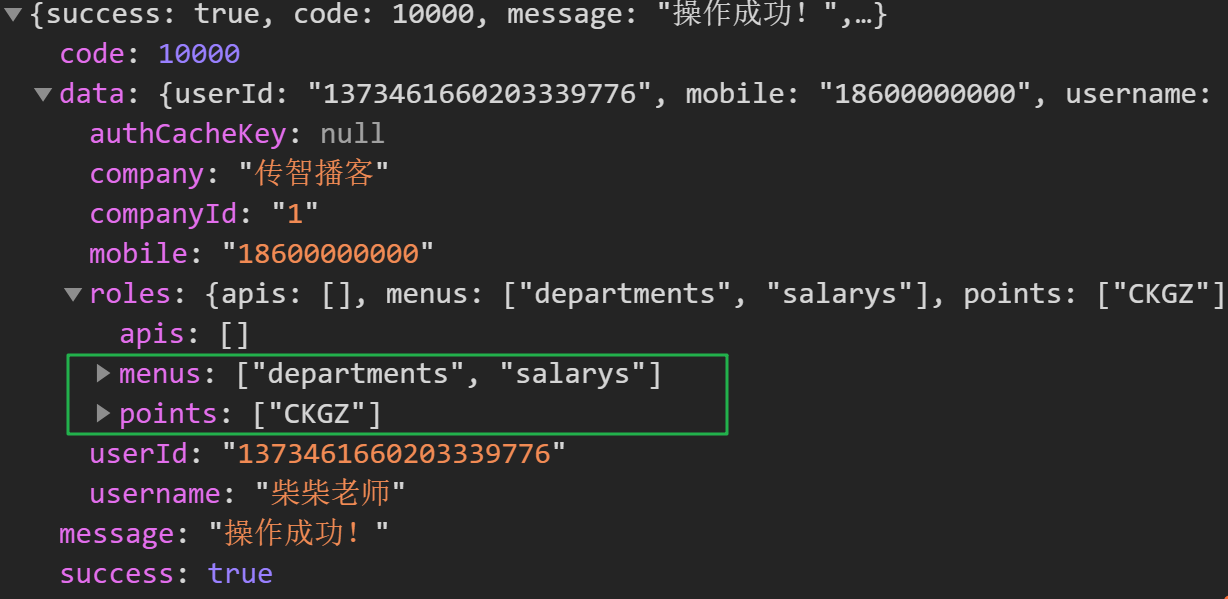 {success: true, code: 10000, message: "操作成功！",…}
code: 10000
data: {userId: "1373461660203339776", mobile: "18600000000", username:
authCacheKey: null
company: "传智播客"
companyId: "1"
mobile: "18600000000"
roles: {apis: [], menus: ["departments", "salarys"], points: ["CKGZ"]
apis: []
menus: ["departments", "salarys"]
points: ["CKGZ"]
userId: "1373461660203339776"
username: "柴柴老师"
message: "操作成功！"
success: true